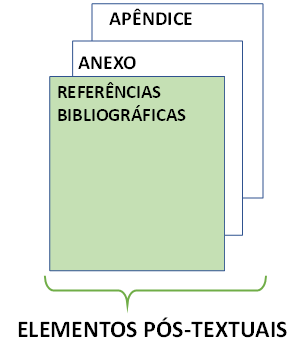 APÊNDICE
ANEXO
REFERÊNCIAS
BIBLIOGRÁFICAS
ELEMENTOS PÓS-TEXTUAIS